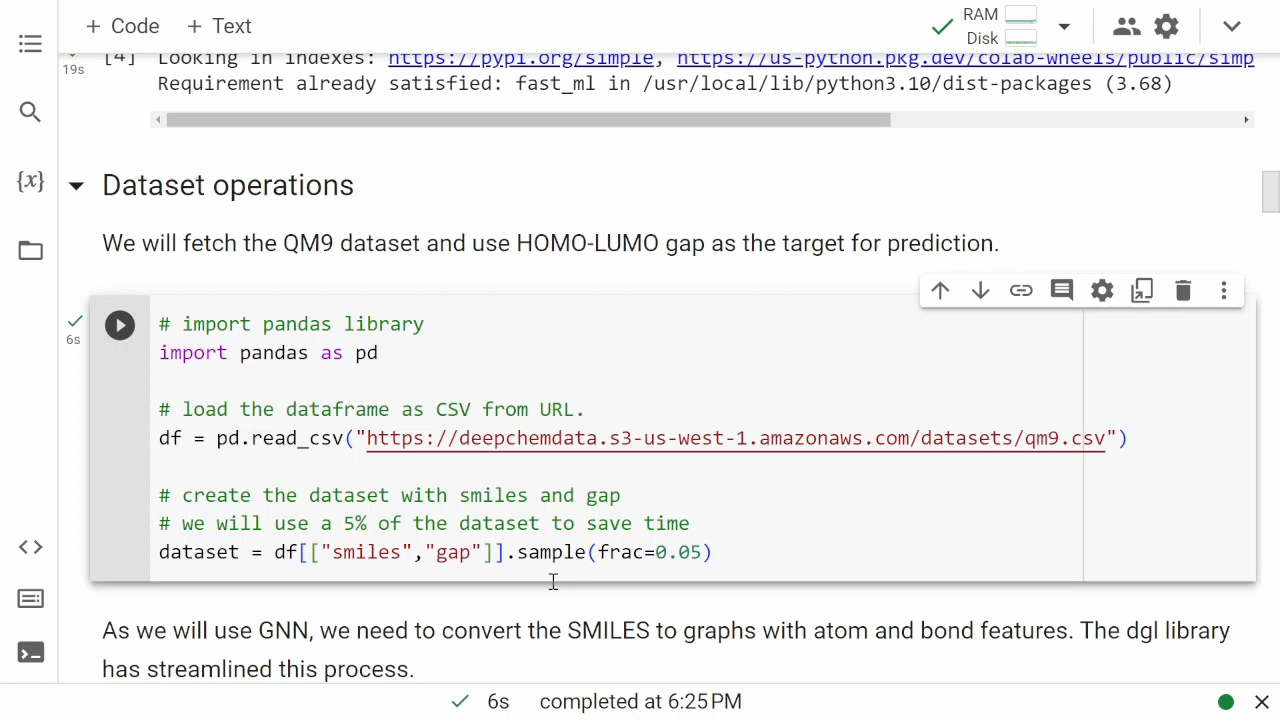 + Code + Text
RAM
Disk
[4] Looking in indexes: https://pypi.org/simple, https://us-python.pkg.dev/colab-wheels/public/simp
19s
Requirement already satisfied: fast_ml in /usr/local/lib/python3.10/dist-packages (3.68)
{x}
Dataset operations
We will fetch the QM9 dataset and use HOMO-LUMO gap as the target for prediction.
6s
# import pandas library
import pandas as pd
# load the dataframe as CSV from URL.
df = pd.read_csv("https://deepchemdata.s3-us-west-1.amazonaws.com/datasets/qm9.csv")
# create the dataset with smiles and gap
# we will use a 5% of the dataset to save time
dataset = df[["smiles","gap"]].sample(frac=0.05)
As we will use GNN, we need to convert the SMILES to graphs with atom and bond features. The dgl library
has streamlined this process.
6s completed at 6:25 PM